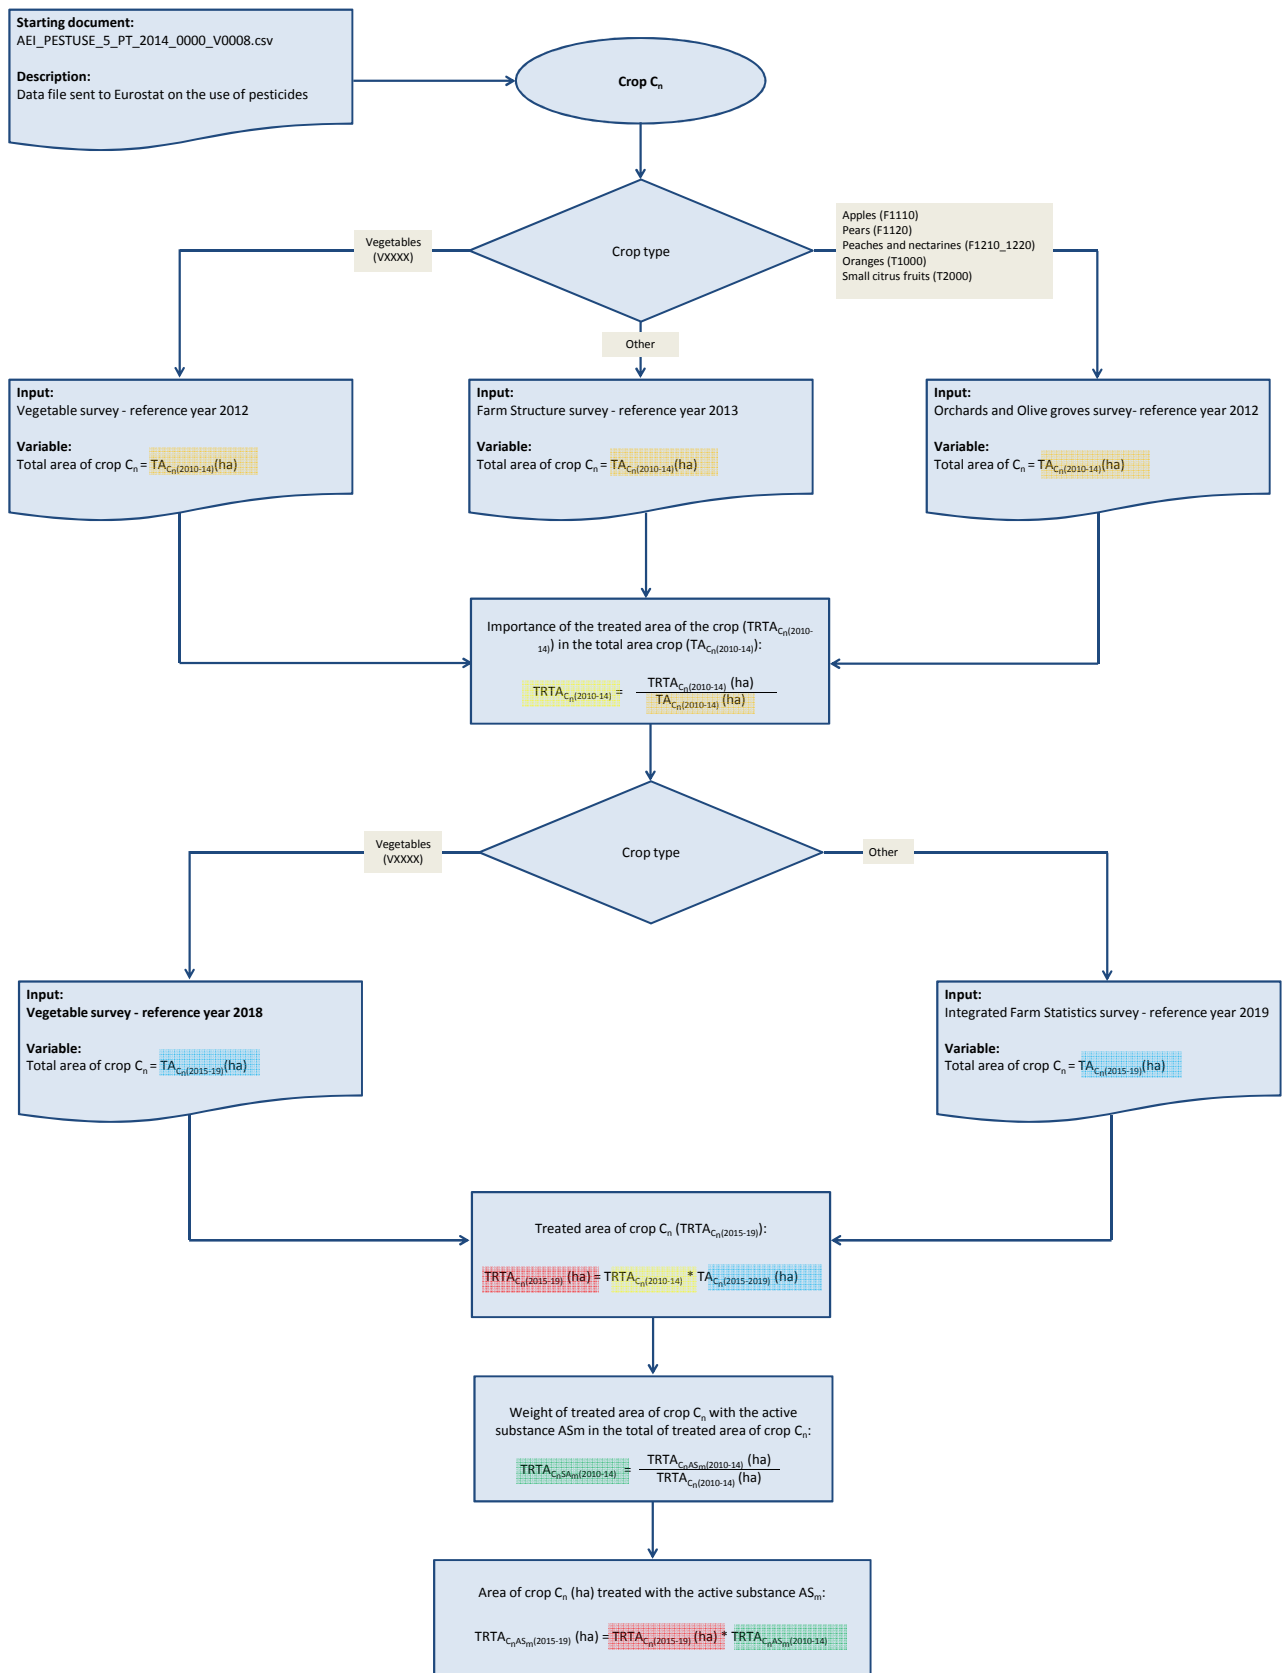 Starting document:
AEI_PESTUSE_5_PT_2014_0000_V0008.csv
Description:
Data file sent to Eurostat on the use of pesticides
Crop Cn
Crop type
Vegetables
(VXXXX)
Apples (F1110)
Pears (F1120)
Peaches and nectarines (F1210_1220)
Oranges (T1000)
Small citrus fruits (T2000)
Other
Input:
Vegetable survey - reference year 2012
Variable:
Total area of crop Cn = TACn(2010-14)(ha)
Input:
Farm Structure survey - reference year 2013
Variable:
Total area of crop Cn = TACn(2010-14)(ha)
Input:
Orchards and Olive groves survey- reference year 2012
Variable:
Total area of Cn = TACn(2010-14)(ha)
Importance of the treated area of the crop (TRTACn(2010-
14)) in the total area crop (TACn(2010-14)):
TRTACn(2010-14) = TRTACn(2010-14) (ha)
TACn(2010-14) (ha)
Crop type
Vegetables
(VXXXX)
Other
Input:
Vegetable survey - reference year 2018
Variable:
Total area of crop Cn = TACn(2015-19)(ha)
Input:
Integrated Farm Statistics survey - reference year 2019
Variable:
Total area of crop Cn = TACn(2015-19)(ha)
Treated area of crop Cn (TRTACn(2015-19)):
TRTACn(2015-19) (ha) = TRTACn(2010-14) * TACn(2015-2019) (ha)
Weight of treated area of crop Cn with the active
substance ASm in the total of treated area of crop Cn:
TRTACnSAm(2010-14) = TRTACnASm(2010-14) (ha)
TRTACn(2010-14) (ha)
Area of crop Cn (ha) treated with the active substance ASm:
TRTACnASm(2015-19) (ha) = TRTACn(2015-19) (ha) * TRTACnASm(2010-14)